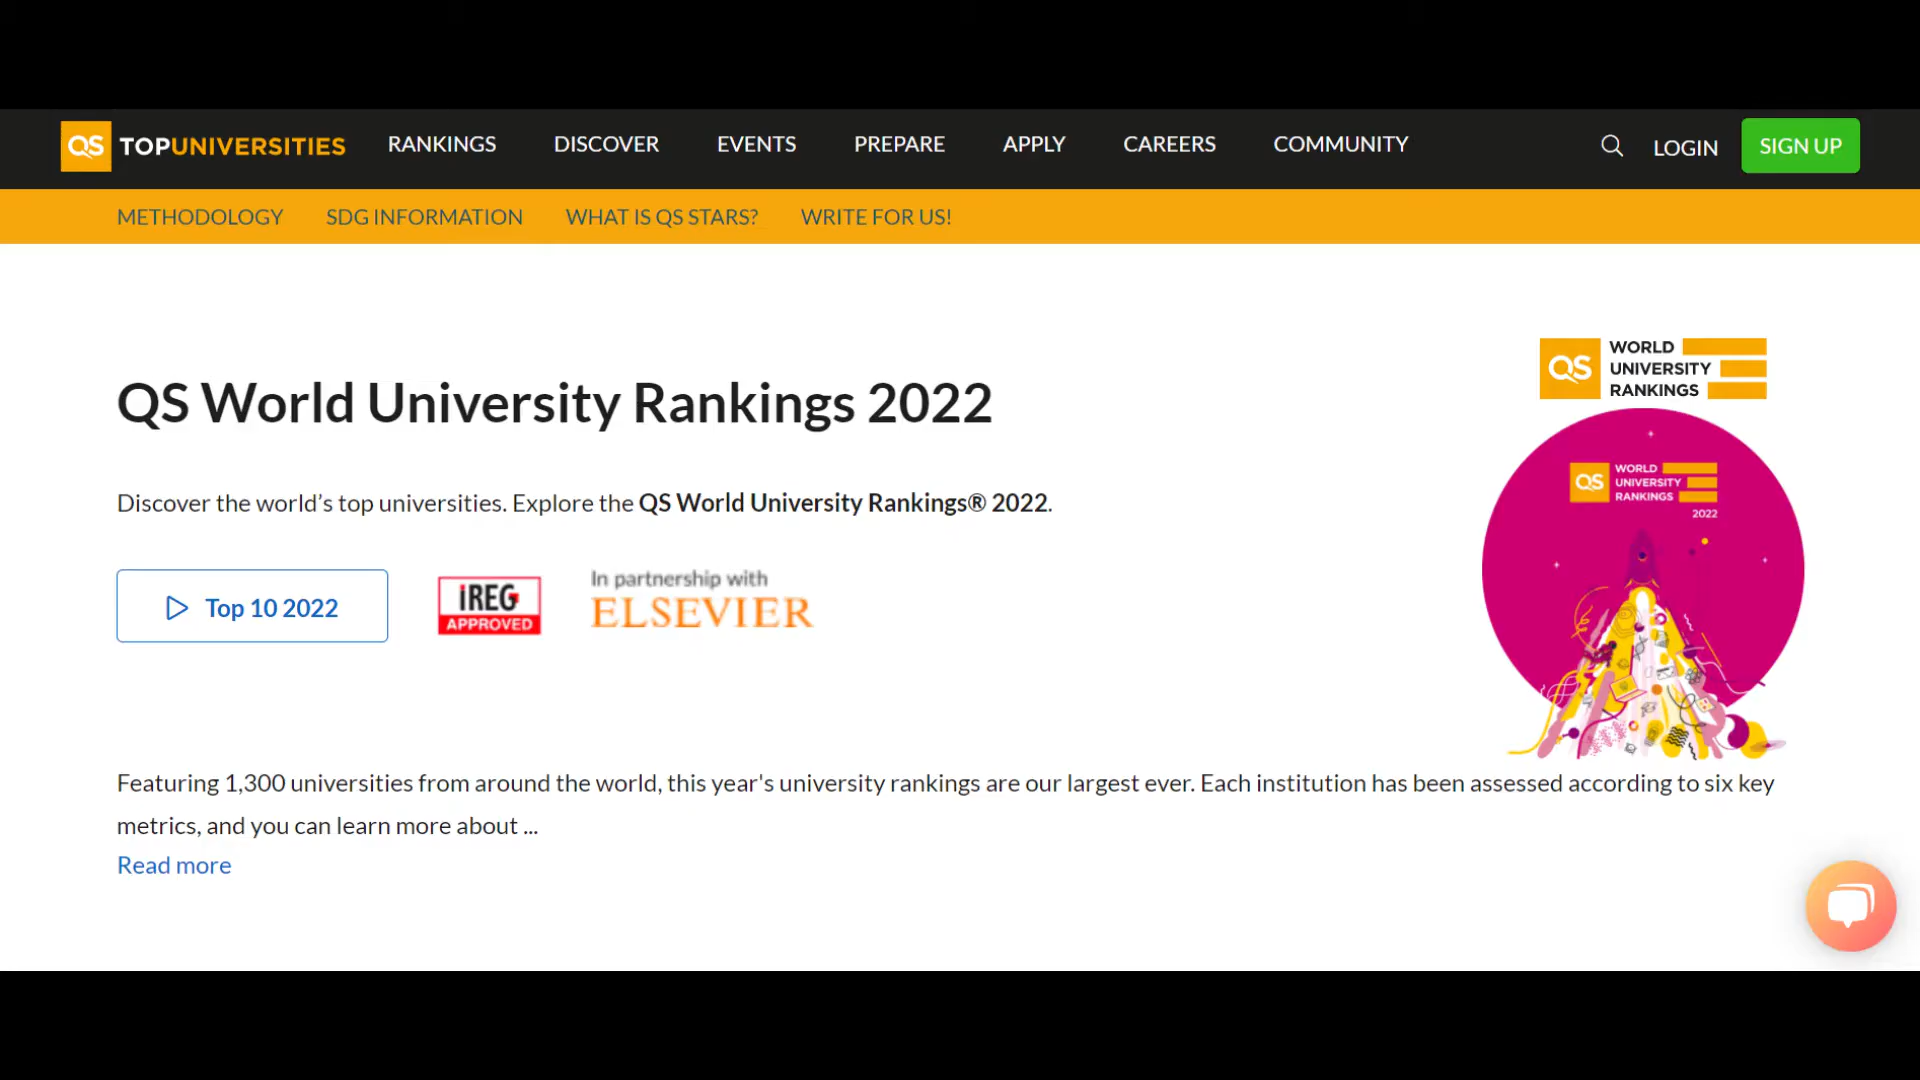 QS TOPUNIVERSITIES RANKINGS DISCOVER EVENTS PREPARE APPLY CAREERS COMMUNITY LOGIN SIGN UP
METHODOLOGY SDG INFORMATION WHAT IS QS STARS? WRITE FOR US!
QS WORLD
UNIVERSITY
RANKINGS
QS World University Rankings 2022
QS WORLD
UNIVERSITY
RANKINGS
2022
Discover the world’s top universities. Explore the QS World University Rankings® 2022.
Top 10 2022
iREG
APPROVED
In partnership with
ELSEVIER
Featuring 1,300 universities from around the world, this year's university rankings are our largest ever. Each institution has been assessed according to six key
metrics, and you can learn more about ...
Read more